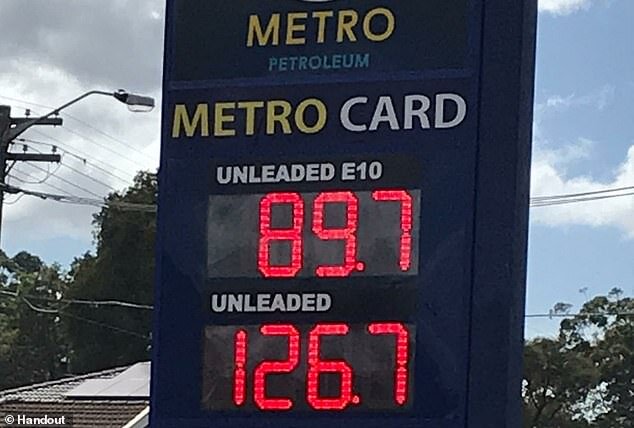 METRO
PETROLEUM
METRO CARD
UNLEADED E10
89.7
UNLEADED
126.7
© Handout